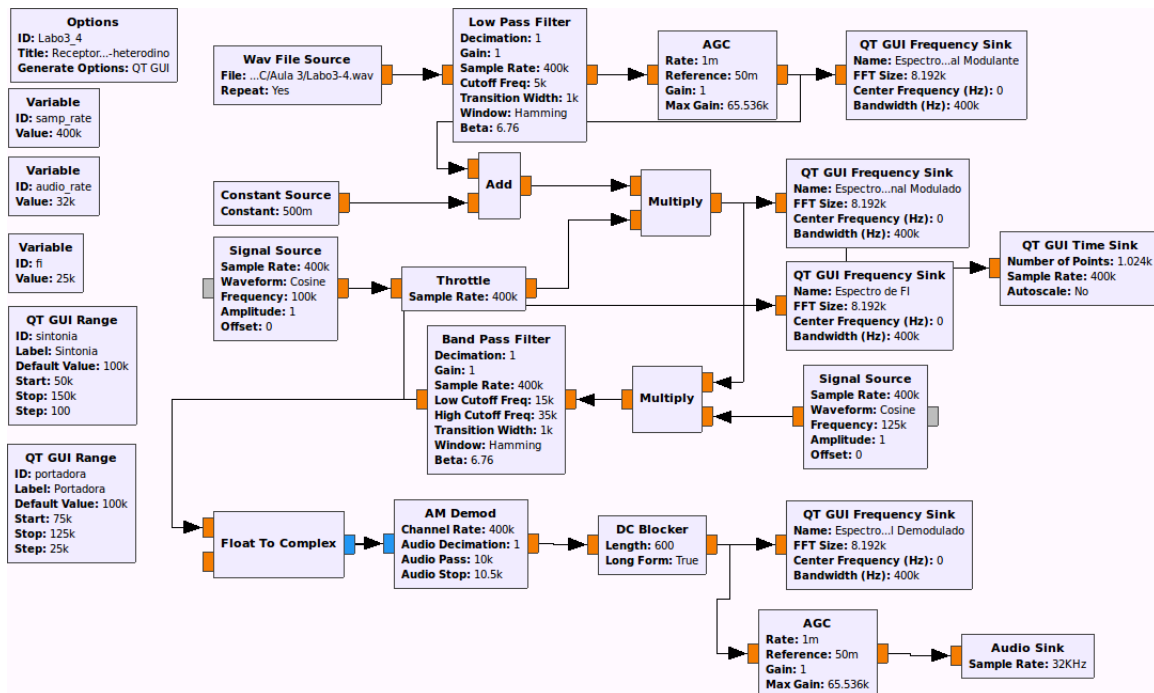 Options
ID: Labo3_4
Title: Receptor...-heterodino
Generate Options: QT GUI
Variable
ID: samp_rate
Value: 400k
Variable
ID: audio_rate
Value: 32k
Variable
ID: fi
Value: 25k
QT GUI Range
ID: sintonia
Label: Sintonia
Default Value: 100k
Start: 50k
Stop: 150k
Step: 100
QT GUI Range
ID: portadora
Label: Portadora
Default Value: 100k
Start: 75k
Stop: 125k
Step: 25k
Wav File Source
File: ...C/Aula 3/Labo3-4.wav
Repeat: Yes
Low Pass Filter
Decimation: 1
Gain: 1
Sample Rate: 400k
Cutoff Freq: 5k
Transition Width: 1k
Window: Hamming
Beta: 6.76
AGC
Rate: 1m
Reference: 50m
Gain: 1
Max Gain: 65.536k
QT GUI Frequency Sink
Name: Espectro...al Modulante
FFT Size: 8.192k
Center Frequency (Hz): 0
Bandwidth (Hz): 400k
Constant Source
Constant: 500m
Add
Multiply
QT GUI Frequency Sink
Name: Espectro...nal Modulado
FFT Size: 8.192k
Center Frequency (Hz): 0
Bandwidth (Hz): 400k
Signal Source
Sample Rate: 400k
Waveform: Cosine
Frequency: 100k
Amplitude: 1
Offset: 0
Throttle
Sample Rate: 400k
QT GUI Frequency Sink
Name: Espectro de FI
FFT Size: 8.192k
Center Frequency (Hz): 0
Bandwidth (Hz): 400k
QT GUI Time Sink
Number of Points: 1.024k
Sample Rate: 400k
Autoscale: No
Band Pass Filter
Decimation: 1
Gain: 1
Sample Rate: 400k
Low Cutoff Freq: 15k
High Cutoff Freq: 35k
Transition Width: 1k
Window: Hamming
Beta: 6.76
Multiply
Signal Source
Sample Rate: 400k
Waveform: Cosine
Frequency: 125k
Amplitude: 1
Offset: 0
Float To Complex
AM Demod
Channel Rate: 400k
Audio Decimation: 1
Audio Pass: 10k
Audio Stop: 10.5k
DC Blocker
Length: 600
Long Form: True
QT GUI Frequency Sink
Name: Espectro...l Demodulado
FFT Size: 8.192k
Center Frequency (Hz): 0
Bandwidth (Hz): 400k
AGC
Rate: 1m
Reference: 50m
Gain: 1
Max Gain: 65.536k
Audio Sink
Sample Rate: 32KHz